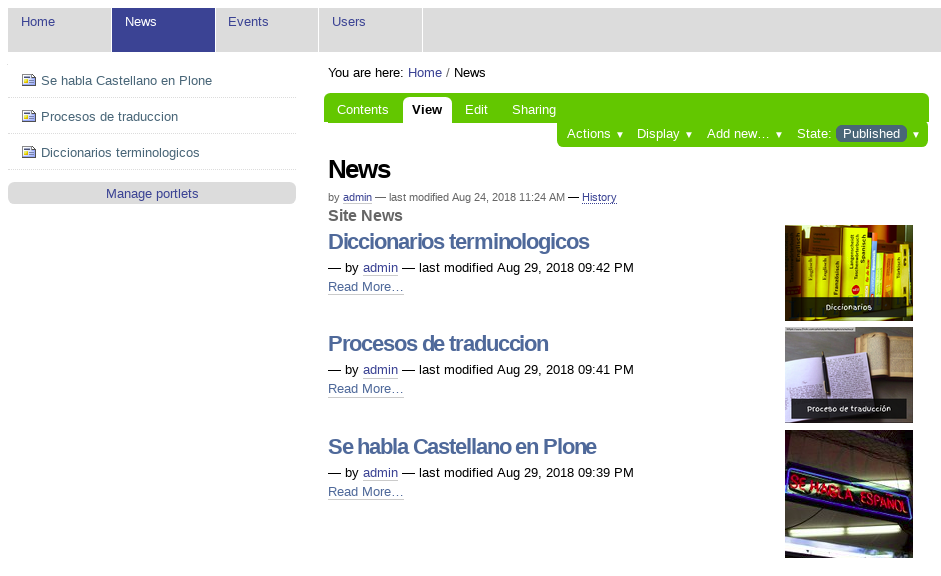 Home News Events Users
Se habla Castellano en Plone
Procesos de traduccion
Diccionarios terminologicos
Manage portlets
You are here: Home / News
Contents View Edit Sharing
Actions ▼ Display ▼ Add new… ▼ State: Published ▼
News
by admin — last modified Aug 24, 2018 11:24 AM — History
Site News
Diccionarios terminologicos
— by admin — last modified Aug 29, 2018 09:42 PM
Read More…
Langenscheidt
Spanisch
Französisch
Englisch
Diccionarios
Procesos de traduccion
— by admin — last modified Aug 29, 2018 09:41 PM
Read More…
Proceso de traducción
Se habla Castellano en Plone
— by admin — last modified Aug 29, 2018 09:39 PM
Read More…
SE HABLA ESPAÑOL